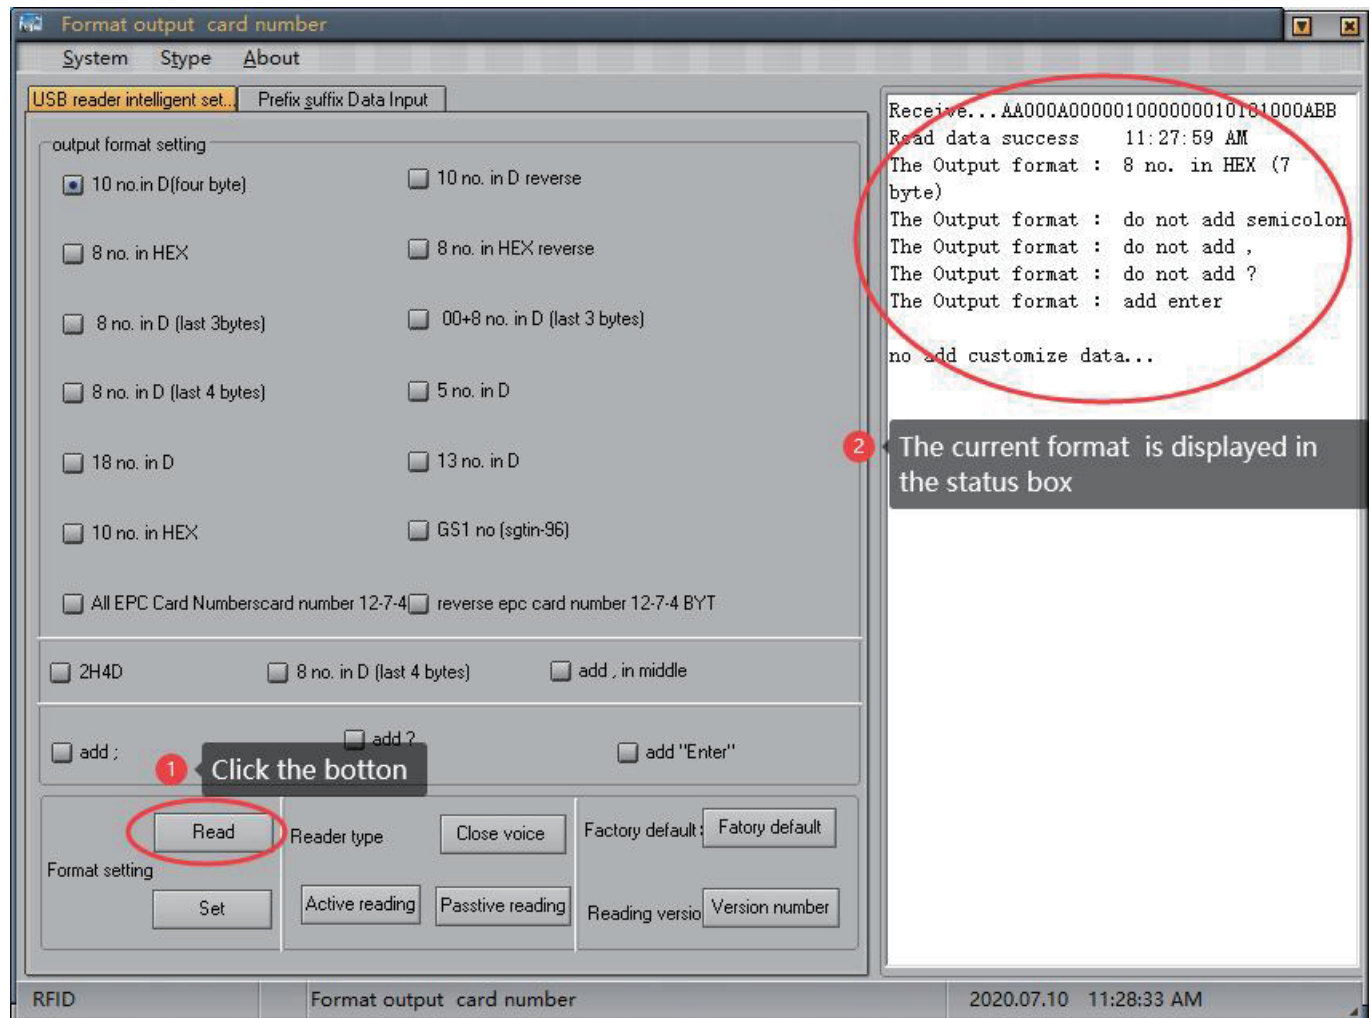 Format output card number
System Stype About
USB reader intelligent set... Prefix suffix Data Input
output format setting
10 no.in D(four byte) 10 no. in D reverse
8 no. in HEX 8 no. in HEX reverse
8 no. in D (last 3bytes) 00+8 no. in D (last 3 bytes)
8 no. in D (last 4 bytes) 5 no. in D
18 no. in D 13 no. in D
10 no. in HEX GS1 no (sgtin-96)
All EPC Card Numberscard number 12-7-4 reverse epc card number 12-7-4 BYT
2H4D 8 no. in D (last 4 bytes) add , in middle
add ; add ? add "Enter"
1 Click the botton
Read Reader type Close voice Factory default: Fatory default
Format setting
Set Active reading Passtive reading Reading versio Version number
Receive...AA000A0000010000000010101000ABB
Read data success 11:27:59 AM
The Output format : 8 no. in HEX (7
byte)
The Output format : do not add semicolon
The Output format : do not add ,
The Output format : do not add ?
The Output format : add enter
no add customize data...
2 The current format is displayed in
the status box
RFID Format output card number 2020.07.10 11:28:33 AM